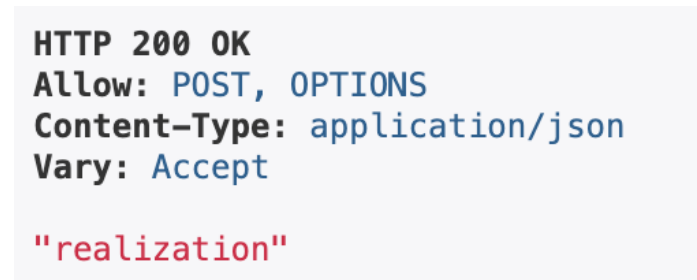 HTTP 200 OK
Allow: POST, OPTIONS
Content-Type: application/json
Vary: Accept
"realization"